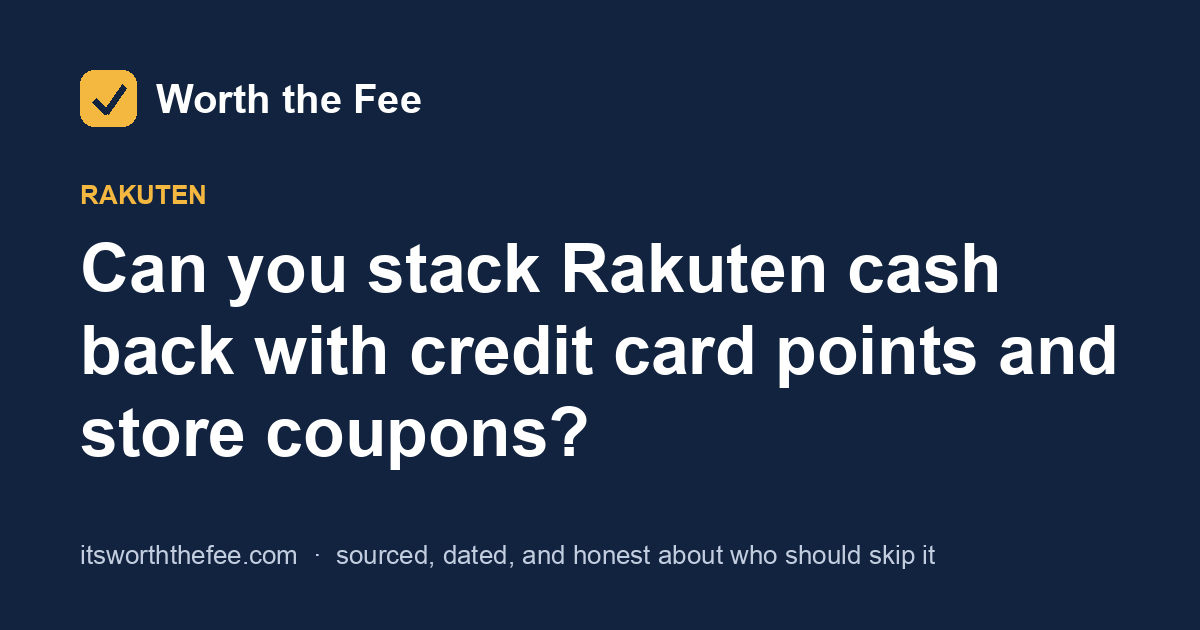 Worth the Fee
RAKUTEN
Can you stack Rakuten cash
back with credit card points and
store coupons?
itsworththefee.com · sourced, dated, and honest about who should skip it